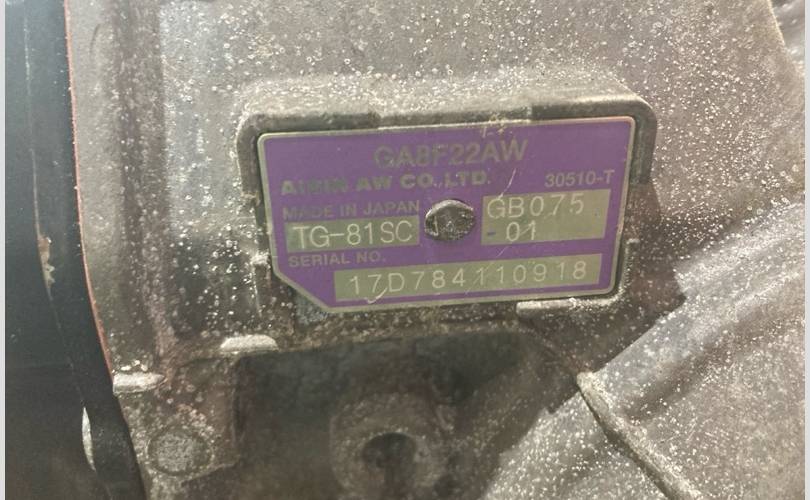 GA8F22AW
AISIN AW CO.,LTD. 30510-T
MADE IN JAPAN GB075
TG-81SC -01
SERIAL NO.
17D784110918